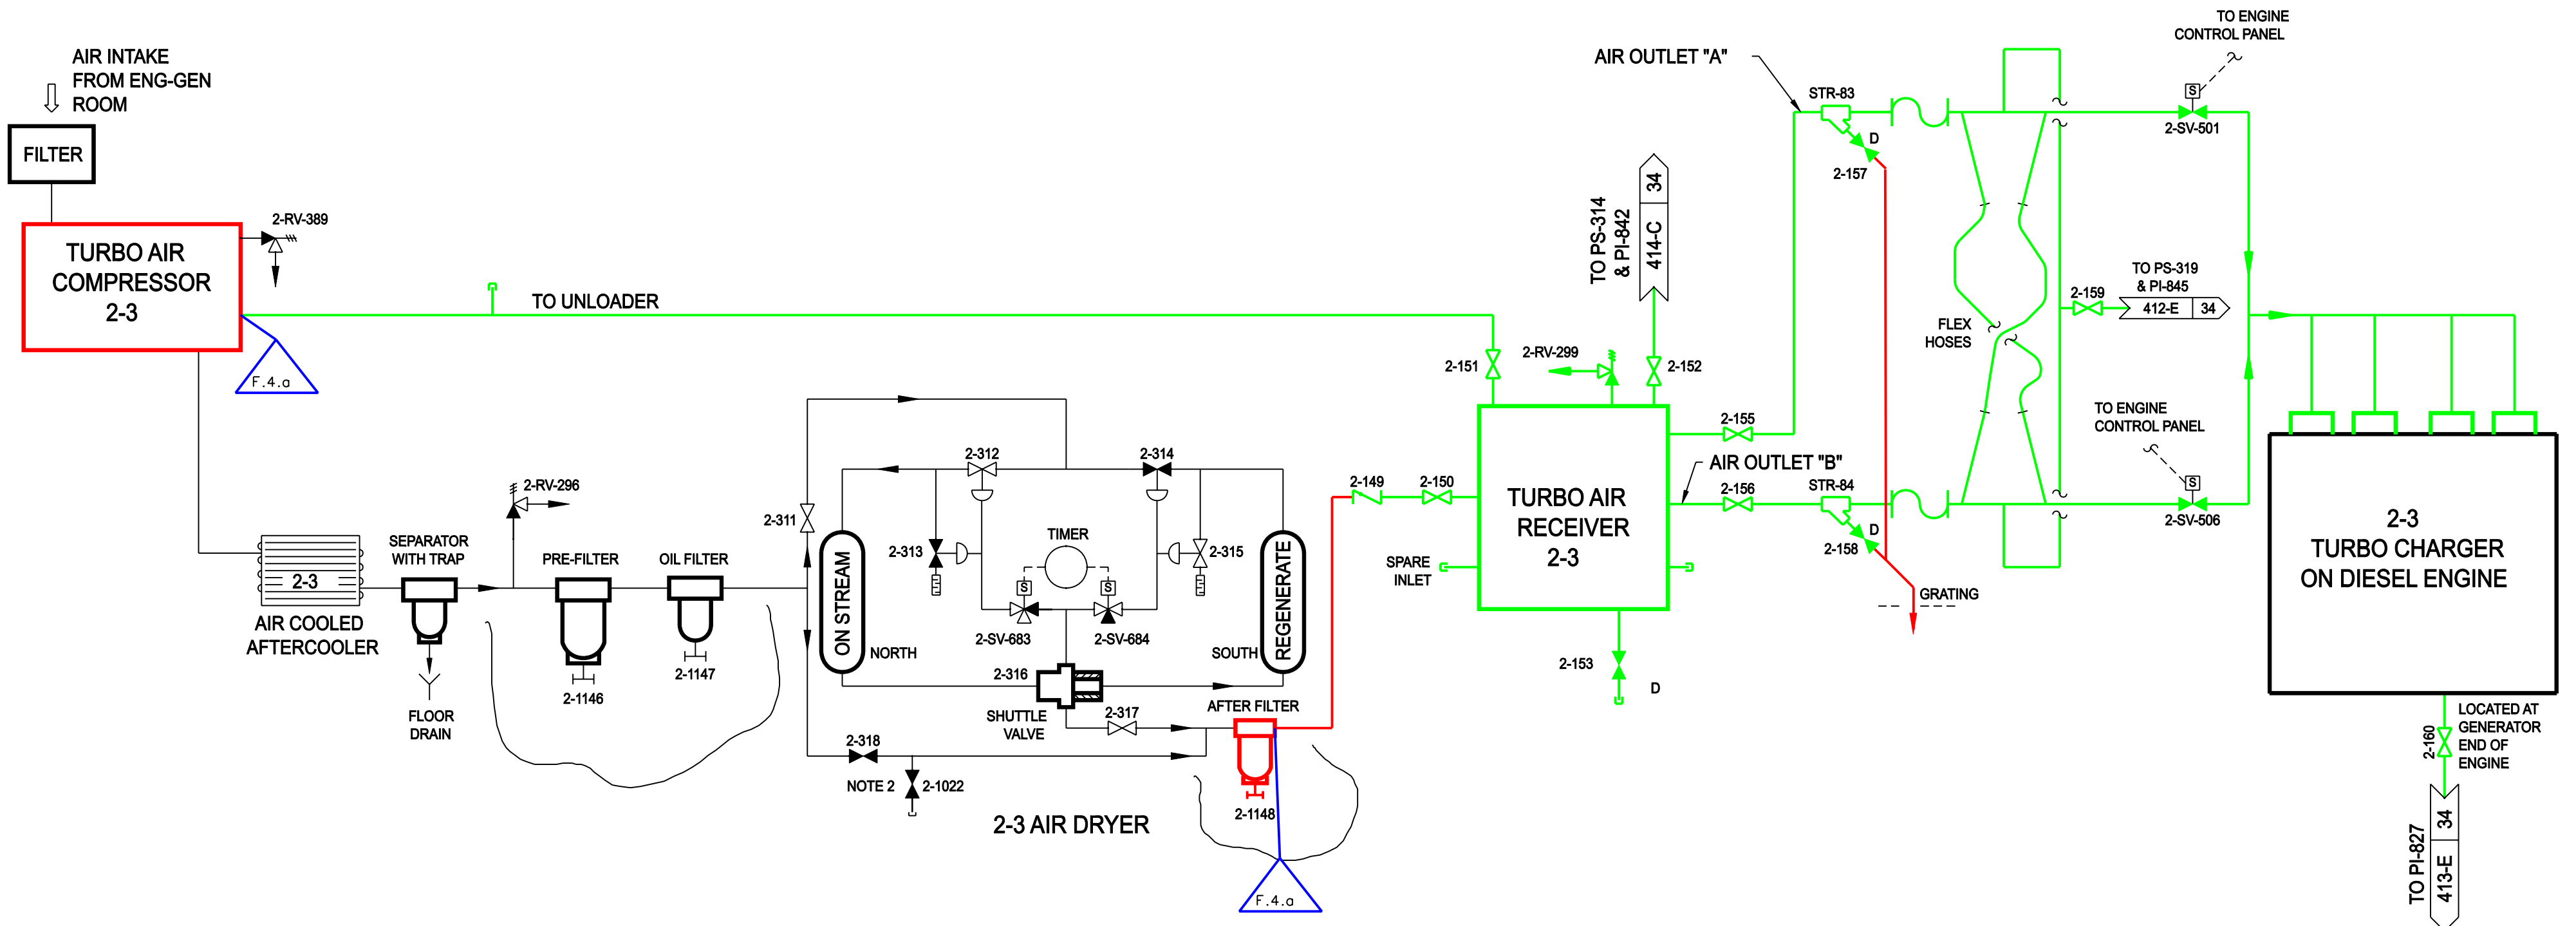 AIR INTAKE
FROM ENG-GEN
ROOM
FILTER
TURBO AIR
COMPRESSOR
2-3
2-RV-389
F.4.a
TO UNLOADER
2-3
AIR COOLED
AFTERCOOLER
SEPARATOR
WITH TRAP
FLOOR
DRAIN
2-RV-296
PRE-FILTER
2-1146
OIL FILTER
2-1147
2-311
ON STREAM
NORTH
2-312
2-313
2-314
2-315
TIMER
S
S
2-SV-683
2-SV-684
REGENERATE
SOUTH
2-316
SHUTTLE
VALVE
2-317
2-318
NOTE 2
2-1022
2-3 AIR DRYER
AFTER FILTER
2-1148
F.4.a
2-149
2-150
2-151
2-RV-299
2-152
TO PS-314
& PI-842
414-C
34
TURBO AIR
RECEIVER
2-3
SPARE
INLET
2-153
D
2-155
AIR OUTLET "A"
AIR OUTLET "B"
2-156
STR-83
D
2-157
STR-84
D
2-158
GRATING
FLEX
HOSES
2-159
TO PS-319
& PI-845
412-E
34
TO ENGINE
CONTROL PANEL
S
2-SV-501
TO ENGINE
CONTROL PANEL
S
2-SV-506
2-3
TURBO CHARGER
ON DIESEL ENGINE
2-160
LOCATED AT
GENERATOR
END OF
ENGINE
TO PI-827
413-E
34